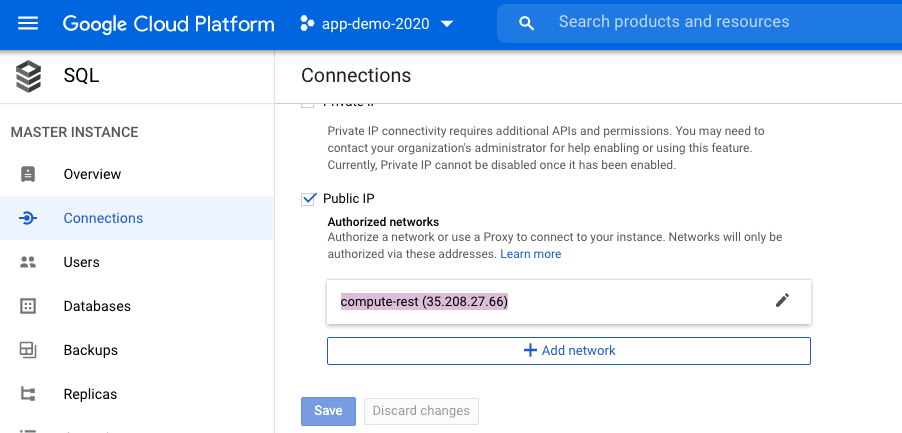 Google Cloud Platform
app-demo-2020
Search products and resources
SQL
Connections
MASTER INSTANCE
Overview
Connections
Users
Databases
Backups
Replicas
Private IP
Private IP connectivity requires additional APIs and permissions. You may need to
contact your organization's administrator for help enabling or using this feature.
Currently, Private IP cannot be disabled once it has been enabled.
Public IP
Authorized networks
Authorize a network or use a Proxy to connect to your instance. Networks will only be
authorized via these addresses. Learn more
compute-rest (35.208.27.66)
Add network
Save
Discard changes